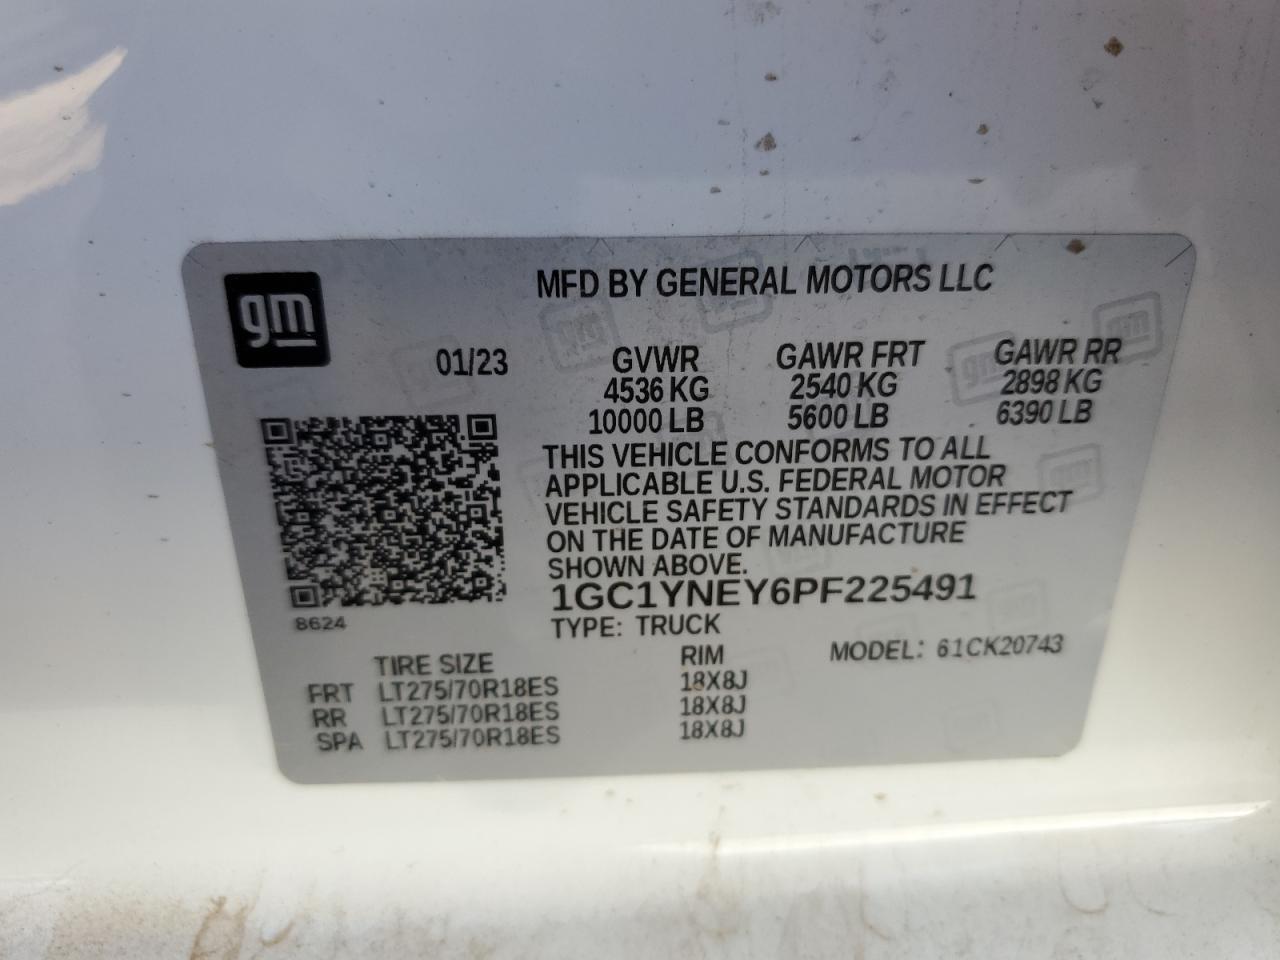 gm
MFD BY GENERAL MOTORS LLC
01/23 GVWR GAWR FRT GAWR RR
4536 KG 2540 KG 2898 KG
10000 LB 5600 LB 6390 LB
THIS VEHICLE CONFORMS TO ALL
APPLICABLE U.S. FEDERAL MOTOR
VEHICLE SAFETY STANDARDS IN EFFECT
ON THE DATE OF MANUFACTURE
SHOWN ABOVE.
1GC1YNEY6PF225491
8624
TYPE: TRUCK
MODEL: 61CK20743
TIRE SIZE RIM
FRT LT275/70R18ES 18X8J
RR LT275/70R18ES 18X8J
SPA LT275/70R18ES 18X8J